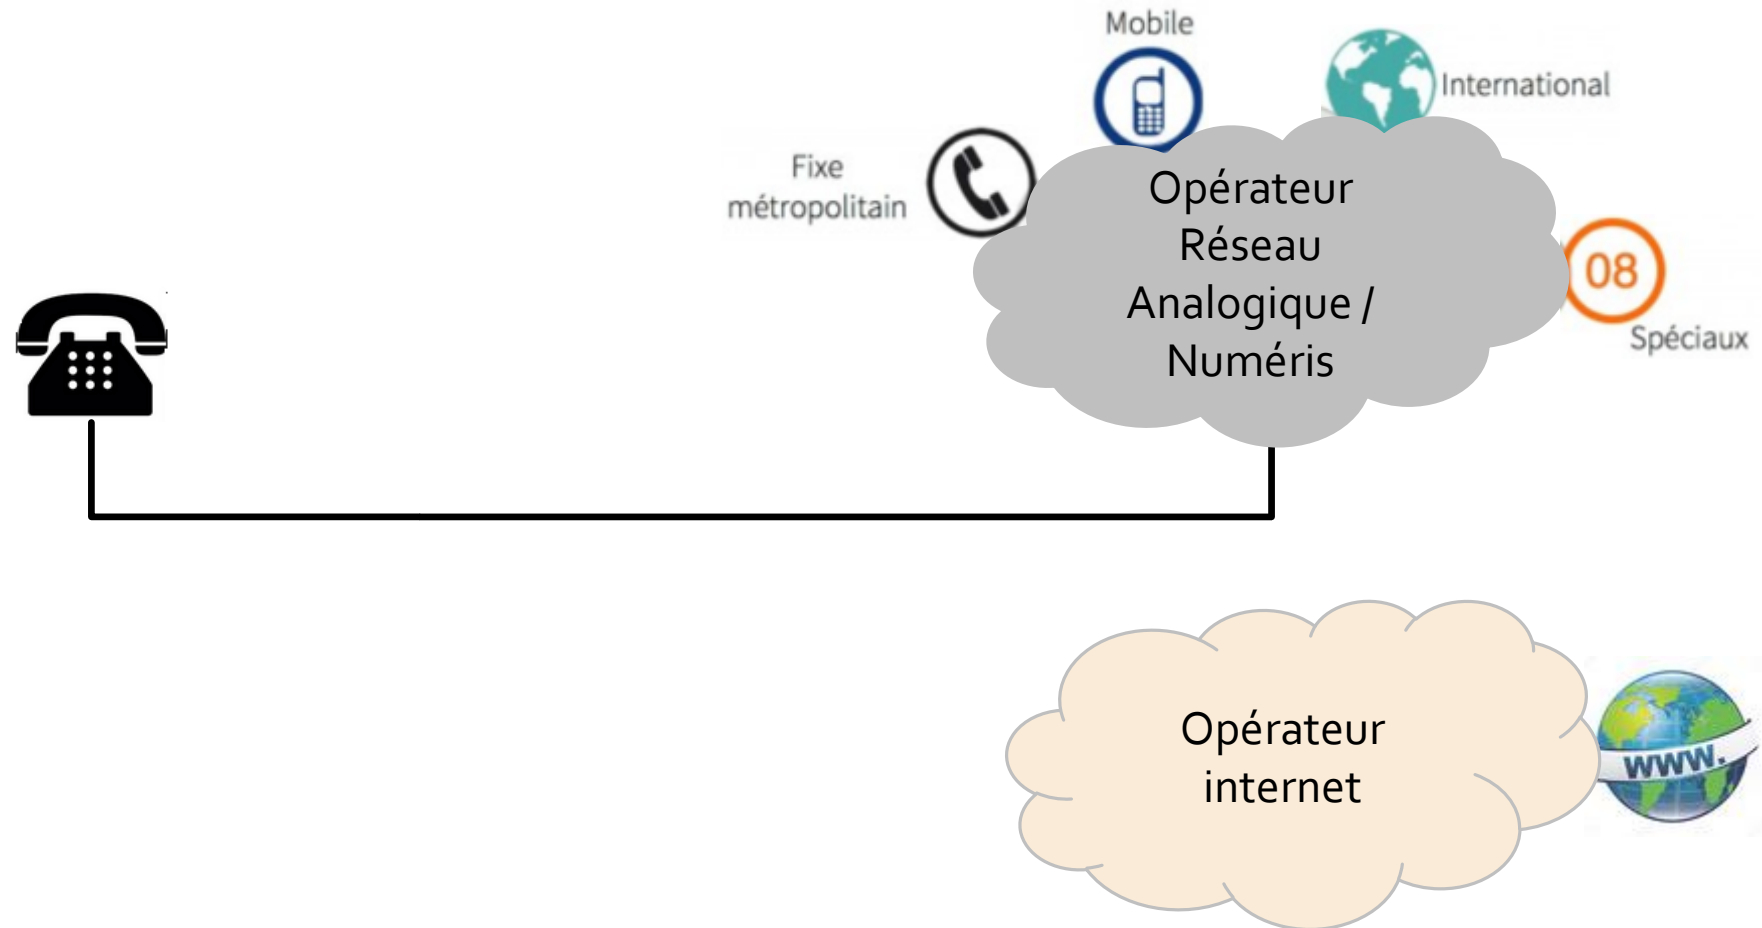 Mobile
International
Fixe
métropolitain
Opérateur
Réseau
Analogique /
Numéris
08
Spéciaux
Opérateur
internet
www.